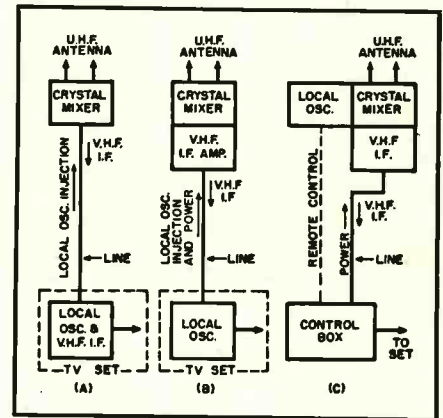 U.H.F.
ANTENNA
CRYSTAL
MIXER
LOCAL OSC. INJECTION
V.H.F.
I.F.
LINE
LOCAL
OSC. &
V.H.F. I.F.
TV SET
(A)
U.H.F.
ANTENNA
CRYSTAL
MIXER
V.H.F.
I.F. AMP.
LOCAL OSC.
INJECTION
AND POWER
V.H.F
I.F
LINE
LOCAL
OSC.
TV SET
(B)
U.H.F.
ANTENNA
LOCAL
OSC.
CRYSTAL
MIXER
V.H.F.
I.F.
REMOTE CONTROL
POWER
V.H.F.
I.F.
LINE
CONTROL
BOX
TO
SET
(C)